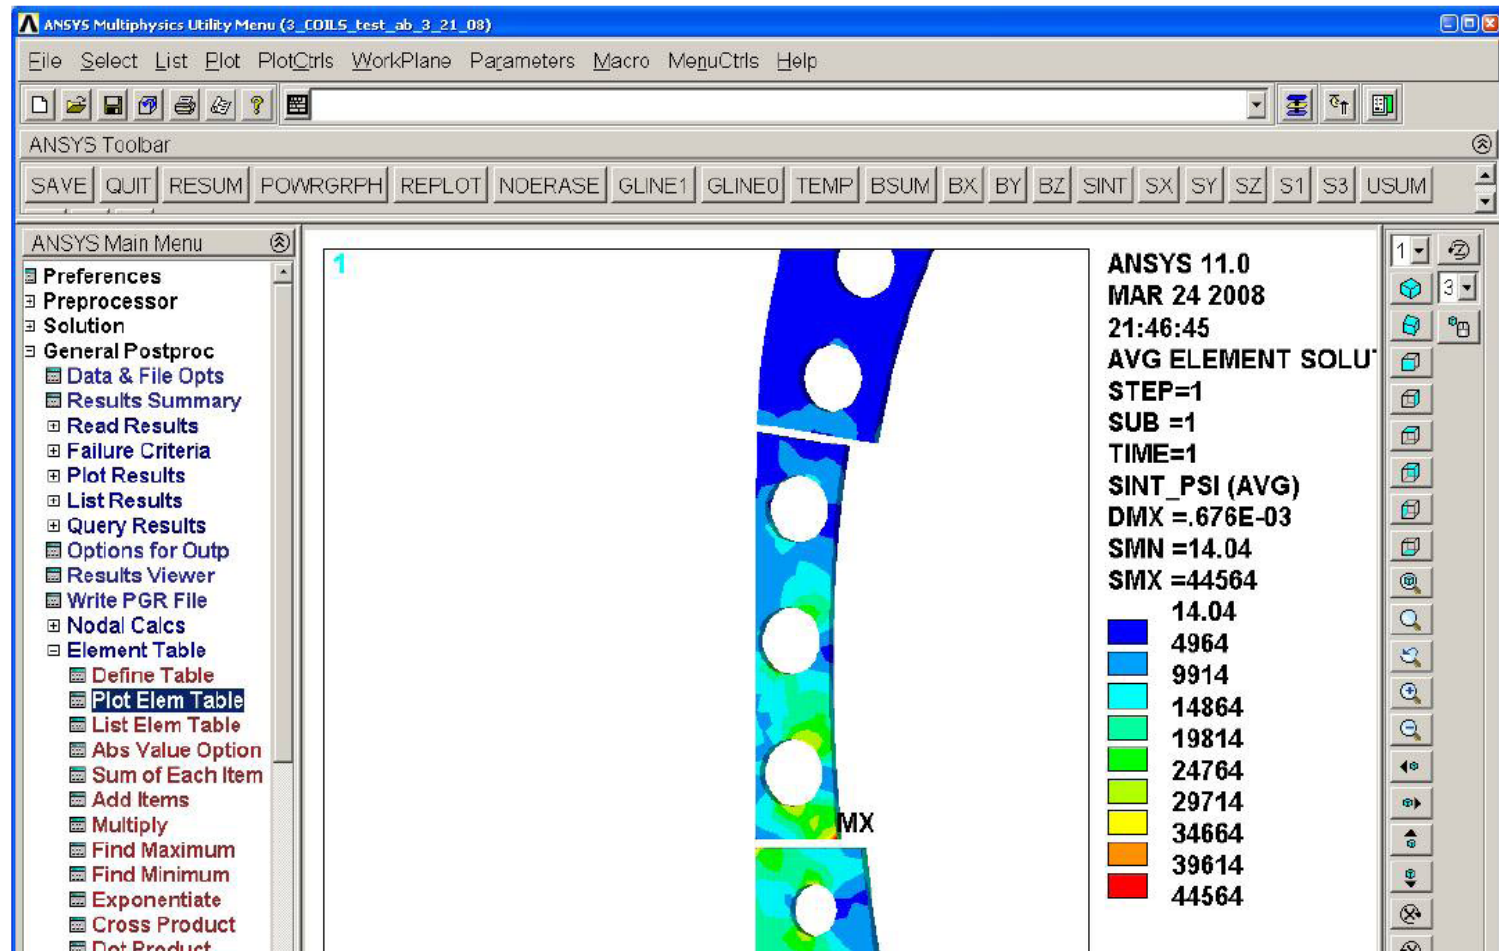 ANSYS Multiphysics Utility Menu (3_COILS_test_ab_3_21_08)
File Select List Plot PlotCtrls WorkPlane Parameters Macro MenuCtrls Help
ANSYS Toolbar
SAVE QUIT RESUM POWRGRPH REPLOT NOERASE GLINE1 GLINE0 TEMP BSUM BX BY BZ SINT SX SY SZ S1 S3 USUM
ANSYS Main Menu
Preferences
Preprocessor
Solution
General Postproc
Data & File Opts
Results Summary
Read Results
Failure Criteria
Plot Results
List Results
Query Results
Options for Outp
Results Viewer
Write PGR File
Nodal Calcs
Element Table
Define Table
Plot Elem Table
List Elem Table
Abs Value Option
Sum of Each Item
Add Items
Multiply
Find Maximum
Find Minimum
Exponentiate
Cross Product
Dot Product
1
MX
ANSYS 11.0
MAR 24 2008
21:46:45
AVG ELEMENT SOLU
STEP=1
SUB =1
TIME=1
SINT_PSI (AVG)
DMX =.676E-03
SMN =14.04
SMX =44564
14.04
4964
9914
14864
19814
24764
29714
34664
39614
44564
1
3